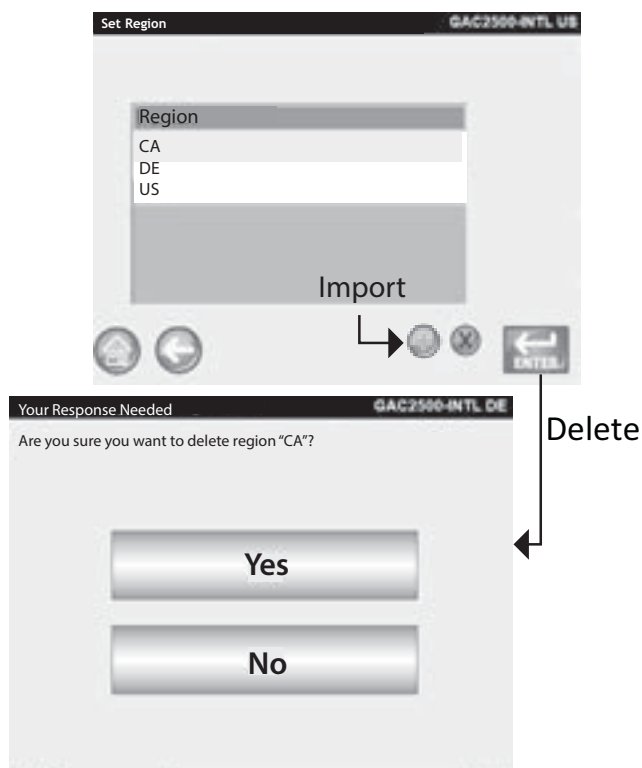 Set Region GAC2500-INTL US
Region
CA
DE
US
Import
ENTER
Your Response Needed GAC2500-INTL DE
Delete
Are you sure you want to delete region “CA”?
Yes
No